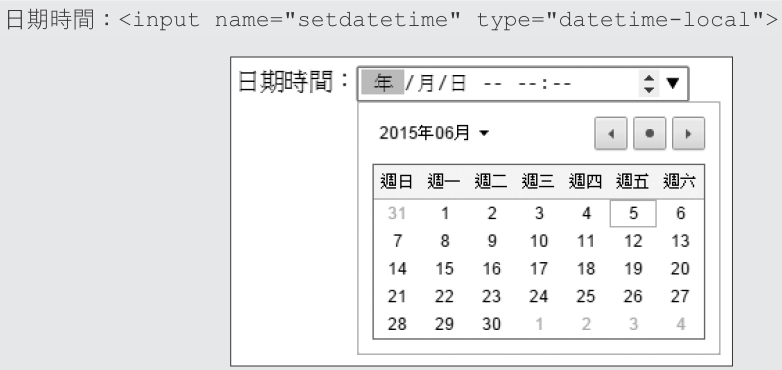 日期時間：<input name="setdatetime" type="datetime-local">
日期時間： 年/月/日 -- --:--
2015年06月
週日 週一 週二 週三 週四 週五 週六
31 1 2 3 4 5 6
7 8 9 10 11 12 13
14 15 16 17 18 19 20
21 22 23 24 25 26 27
28 29 30 1 2 3 4